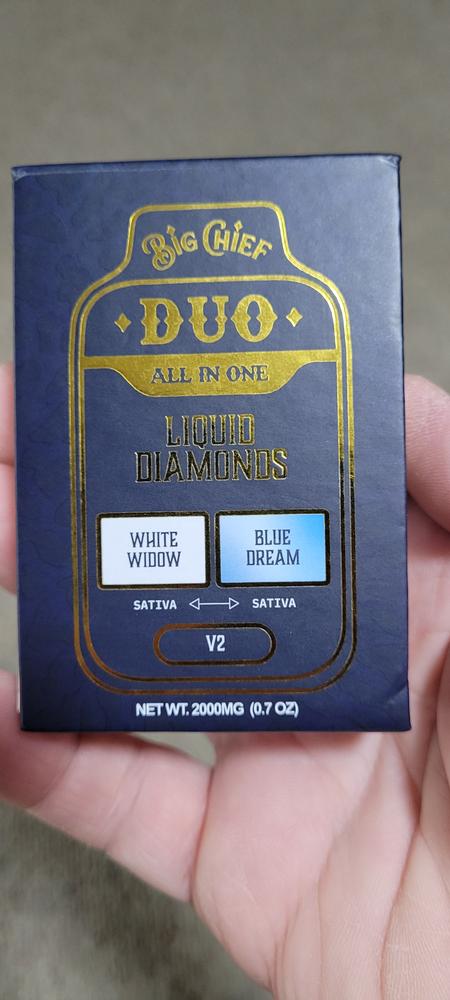 BIG CHIEF
DUO
ALL IN ONE
LIQUID
DIAMONDS
WHITE
WIDOW
BLUE
DREAM
SATIVA SATIVA
V2
NET WT. 2000MG (0.7 OZ)